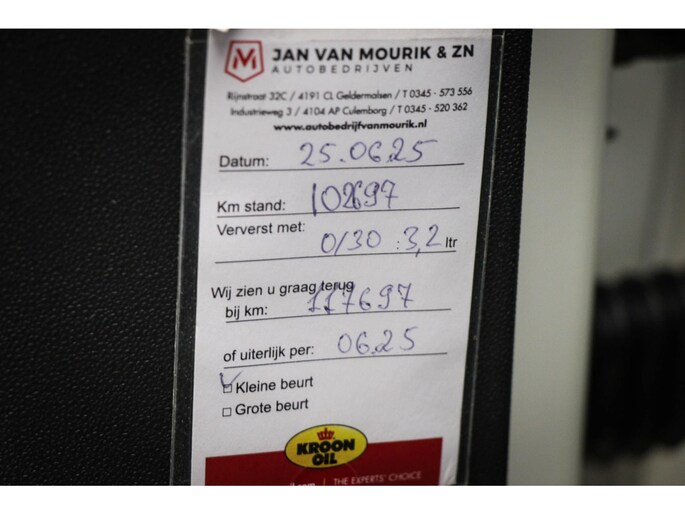 JAN VAN MOURIK & ZN
AUTOBEDRIJVEN
Rijnstraat 32C / 4191 CL Geldermalsen / T 0345 - 573 556
Industrieweg 3 / 4104 AP Culemborg / T 0345 - 520 362
www.autobedrijfvanmourik.nl
Datum: 25.06.25
Km stand: 102697
Ververst met: 0/30 : 3,2 ltr
Wij zien u graag terug
bij km: 117697
of uiterlijk per: 06.25
Kleine beurt
Grote beurt
KROON
OIL
THE EXPERTS' CHOICE